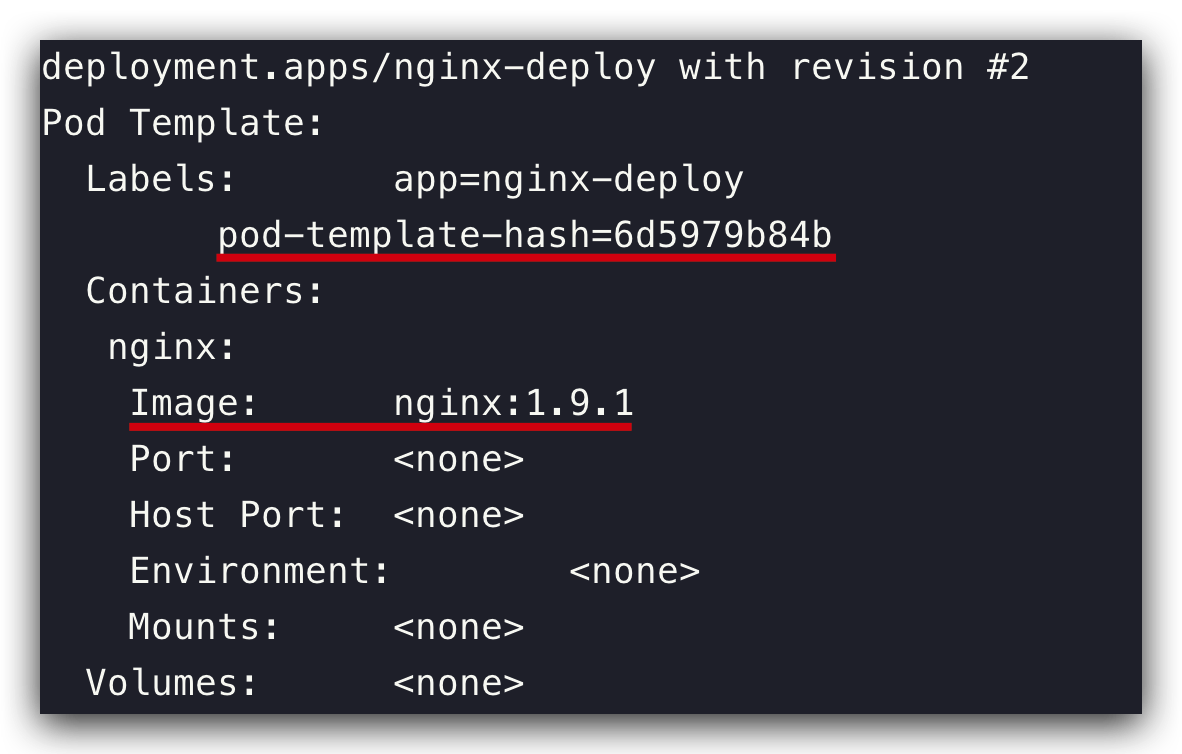 deployment.apps/nginx-deploy with revision #2
Pod Template:
  Labels:       app=nginx-deploy
        pod-template-hash=6d5979b84b
  Containers:
   nginx:
    Image:      nginx:1.9.1
    Port:       <none>
    Host Port:  <none>
    Environment:        <none>
    Mounts:     <none>
  Volumes:      <none>